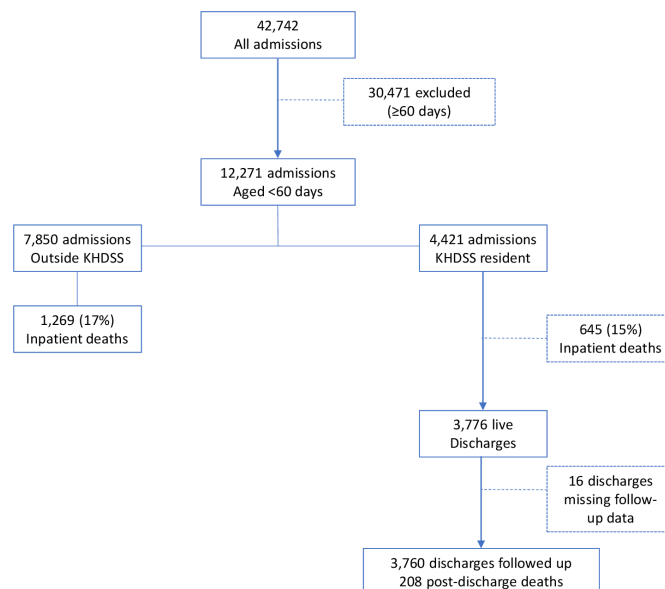 42,742
All admissions
30,471 excluded
(≥60 days)
12,271 admissions
Aged <60 days
7,850 admissions
Outside KHDSS
4,421 admissions
KHDSS resident
1,269 (17%)
Inpatient deaths
645 (15%)
Inpatient deaths
3,776 live
Discharges
16 discharges
missing follow-
up data
3,760 discharges followed up
208 post-discharge deaths